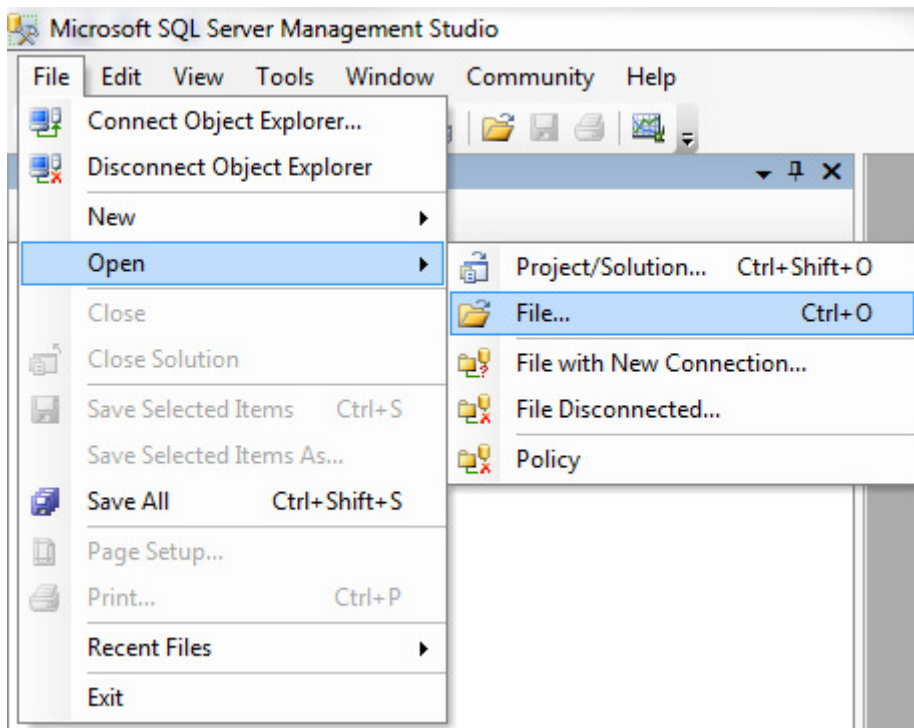 Microsoft SQL Server Management Studio
File Edit View Tools Window Community Help
Connect Object Explorer...
Disconnect Object Explorer
New
Open
Project/Solution... Ctrl+Shift+O
File... Ctrl+O
File with New Connection...
File Disconnected...
Policy
Close
Close Solution
Save Selected Items Ctrl+S
Save Selected Items As...
Save All Ctrl+Shift+S
Page Setup...
Print... Ctrl+P
Recent Files
Exit